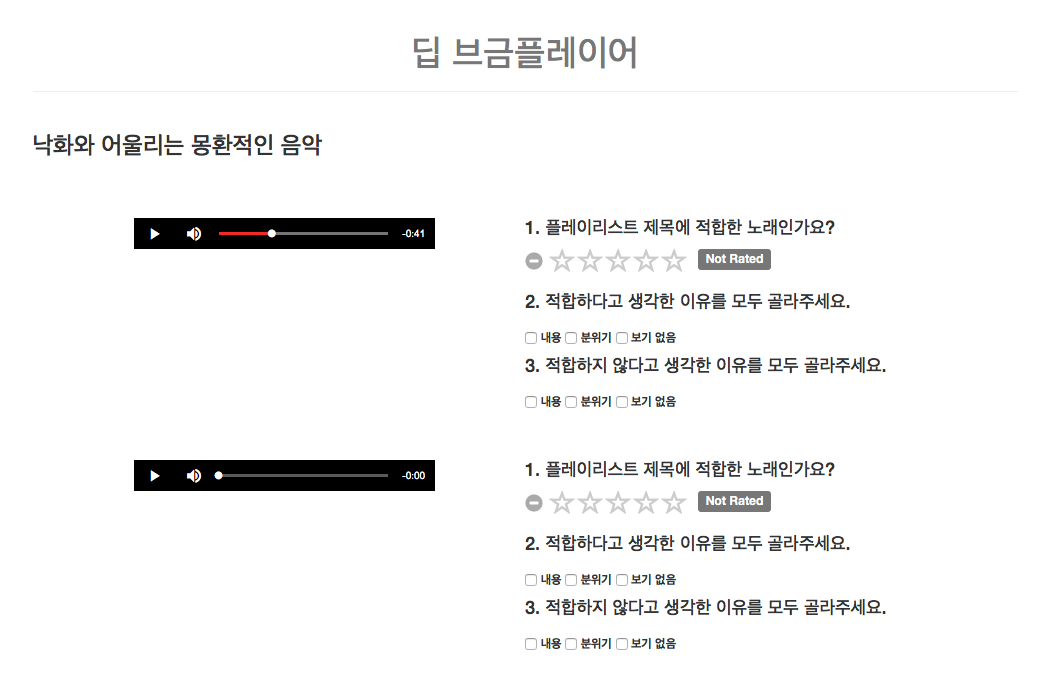 딥 브금플레이어
낙화와 어울리는 몽환적인 음악
-0:41
1. 플레이리스트 제목에 적합한 노래인가요?
Not Rated
2. 적합하다고 생각한 이유를 모두 골라주세요.
내용 분위기 보기 없음
3. 적합하지 않다고 생각한 이유를 모두 골라주세요.
내용 분위기 보기 없음
-0:00
1. 플레이리스트 제목에 적합한 노래인가요?
Not Rated
2. 적합하다고 생각한 이유를 모두 골라주세요.
내용 분위기 보기 없음
3. 적합하지 않다고 생각한 이유를 모두 골라주세요.
내용 분위기 보기 없음